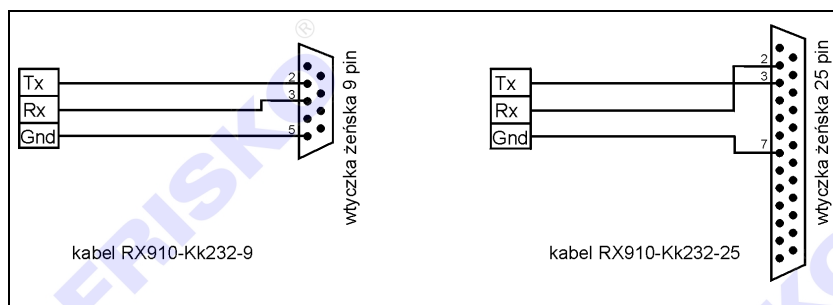 Tx
Rx
Gnd
2
3
5
wtyczka żeńska 9 pin
kabel RX910-Kk232-9
Tx
Rx
Gnd
2
3
7
wtyczka żeńska 25 pin
kabel RX910-Kk232-25
FRISKO®